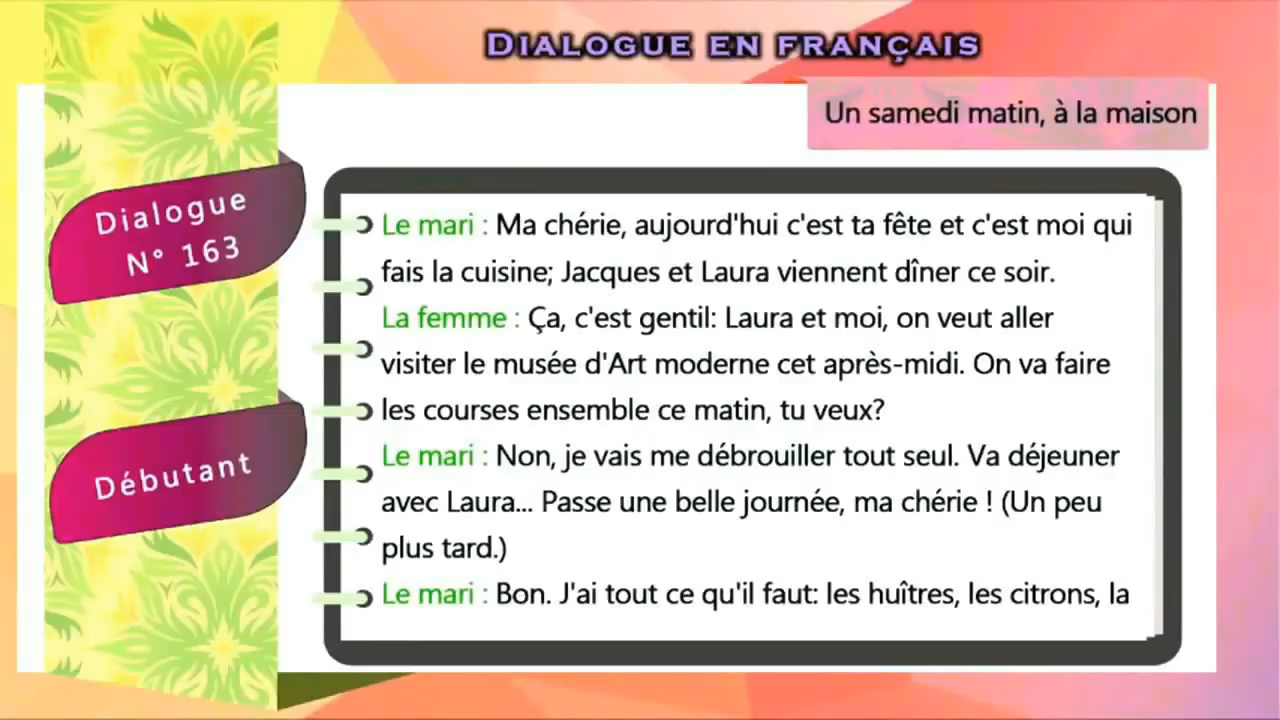 DIALOGUE EN FRANÇAIS
Un samedi matin, à la maison
Dialogue
N° 163
Débutant
Le mari : Ma chérie, aujourd'hui c'est ta fête et c'est moi qui
fais la cuisine; Jacques et Laura viennent dîner ce soir.
La femme : Ça, c'est gentil: Laura et moi, on veut aller
visiter le musée d'Art moderne cet après-midi. On va faire
les courses ensemble ce matin, tu veux?
Le mari : Non, je vais me débrouiller tout seul. Va déjeuner
avec Laura... Passe une belle journée, ma chérie ! (Un peu
plus tard.)
Le mari : Bon. J'ai tout ce qu'il faut: les huîtres, les citrons, la